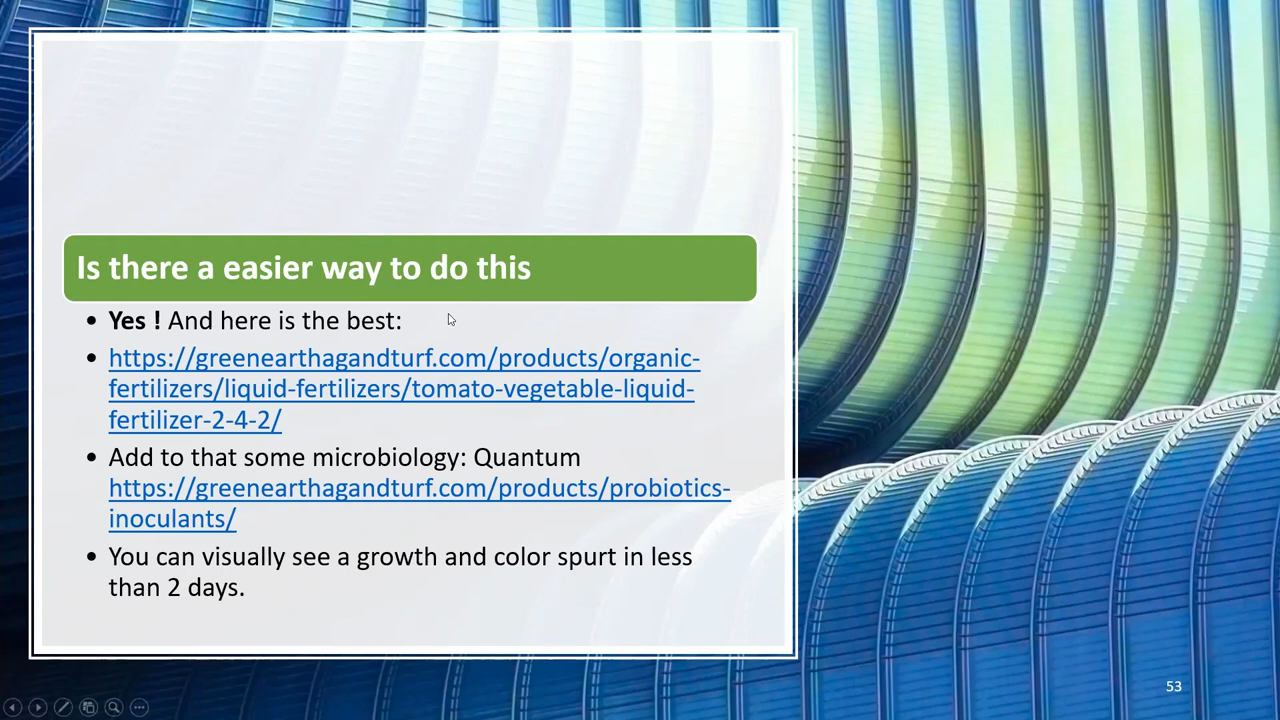 Is there a easier way to do this
• Yes ! And here is the best:
• https://greenearthagandturf.com/products/organic-
fertilizers/liquid-fertilizers/tomato-vegetable-liquid-
fertilizer-2-4-2/
• Add to that some microbiology: Quantum
https://greenearthagandturf.com/products/probiotics-
inoculants/
• You can visually see a growth and color spurt in less
than 2 days.
53